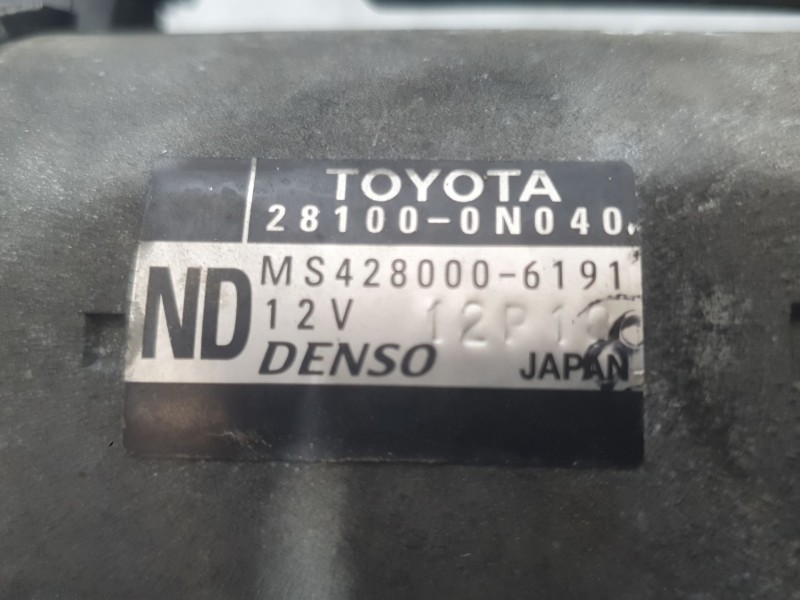 TOYOTA
28100-0N040
ND
MS428000-6191
12V
DENSO
JAPAN